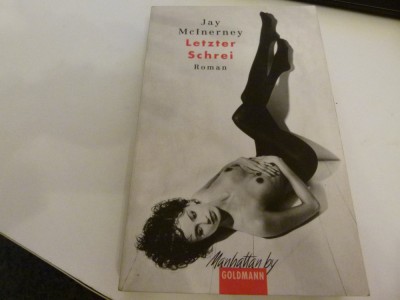 Jay
McInerney
Letzter
Schrei
Roman
Manhattan by
GOLDMANN